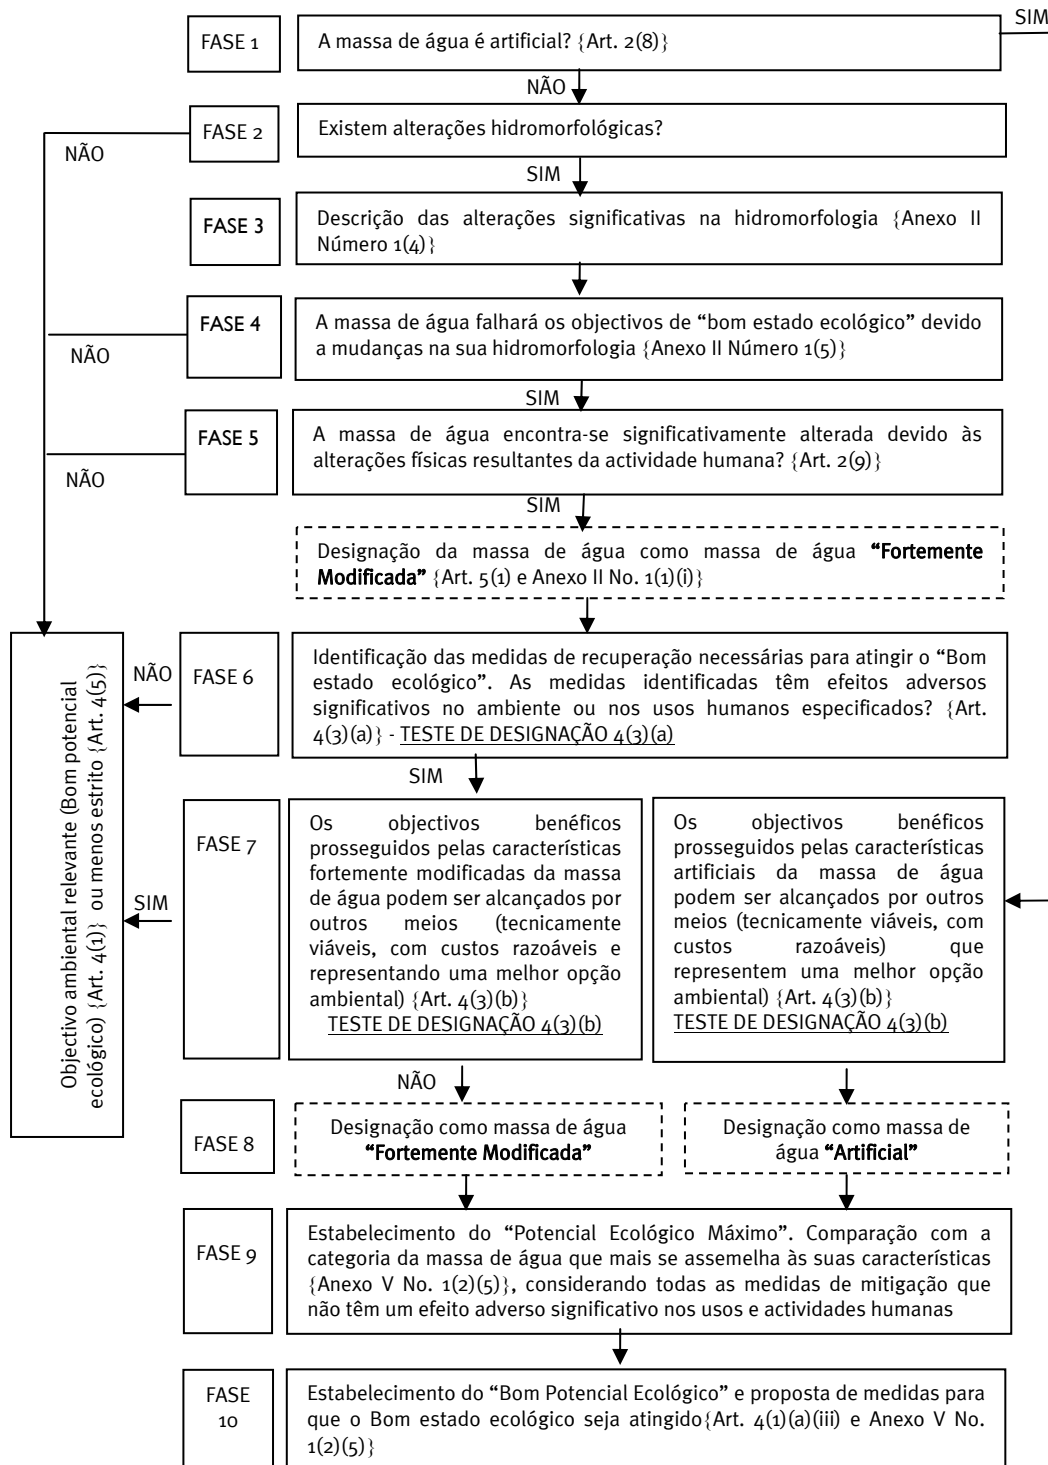 SIM
FASE 1
A massa de água é artificial? {Art. 2(8)}
NÃO
FASE 2
Existem alterações hidromorfológicas?
NÃO
SIM
FASE 3
Descrição das alterações significativas na hidromorfologia {Anexo II
Número 1(4)}
FASE 4
A massa de água falhará os objectivos de “bom estado ecológico” devido
a mudanças na sua hidromorfologia {Anexo II Número 1(5)}
NÃO
SIM
FASE 5
A massa de água encontra-se significativamente alterada devido às
alterações físicas resultantes da actividade humana? {Art. 2(9)}
NÃO
SIM
Designação da massa de água como massa de água “Fortemente
Modificada” {Art. 5(1) e Anexo II No. 1(1)(i)}
Objectivo ambiental relevante (Bom potencial
ecológico) {Art. 4(1)} ou menos estrito {Art. 4(5)}
NÃO
FASE 6
Identificação das medidas de recuperação necessárias para atingir o “Bom
estado ecológico”. As medidas identificadas têm efeitos adversos
significativos no ambiente ou nos usos humanos especificados? {Art.
4(3)(a)} - TESTE DE DESIGNAÇÃO 4(3)(a)
SIM
FASE 7
SIM
Os objectivos benéficos
prosseguidos pelas características
fortemente modificadas da massa
de água podem ser alcançados por
outros meios (tecnicamente
viáveis, com custos razoáveis e
representando uma melhor opção
ambiental) {Art. 4(3)(b)}
TESTE DE DESIGNAÇÃO 4(3)(b)
Os objectivos benéficos
prosseguidos pelas características
artificiais da massa de água
podem ser alcançados por outros
meios (tecnicamente viáveis, com
custos razoáveis) que
representem uma melhor opção
ambiental) {Art. 4(3)(b)}
TESTE DE DESIGNAÇÃO 4(3)(b)
NÃO
FASE 8
Designação como massa de água
“Fortemente Modificada”
Designação como massa de
água “Artificial”
FASE 9
Estabelecimento do “Potencial Ecológico Máximo”. Comparação com a
categoria da massa de água que mais se assemelha às suas características
{Anexo V No. 1(2)(5)}, considerando todas as medidas de mitigação que
não têm um efeito adverso significativo nos usos e actividades humanas
FASE
10
Estabelecimento do “Bom Potencial Ecológico” e proposta de medidas para
que o Bom estado ecológico seja atingido{Art. 4(1)(a)(iii) e Anexo V No.
1(2)(5)}